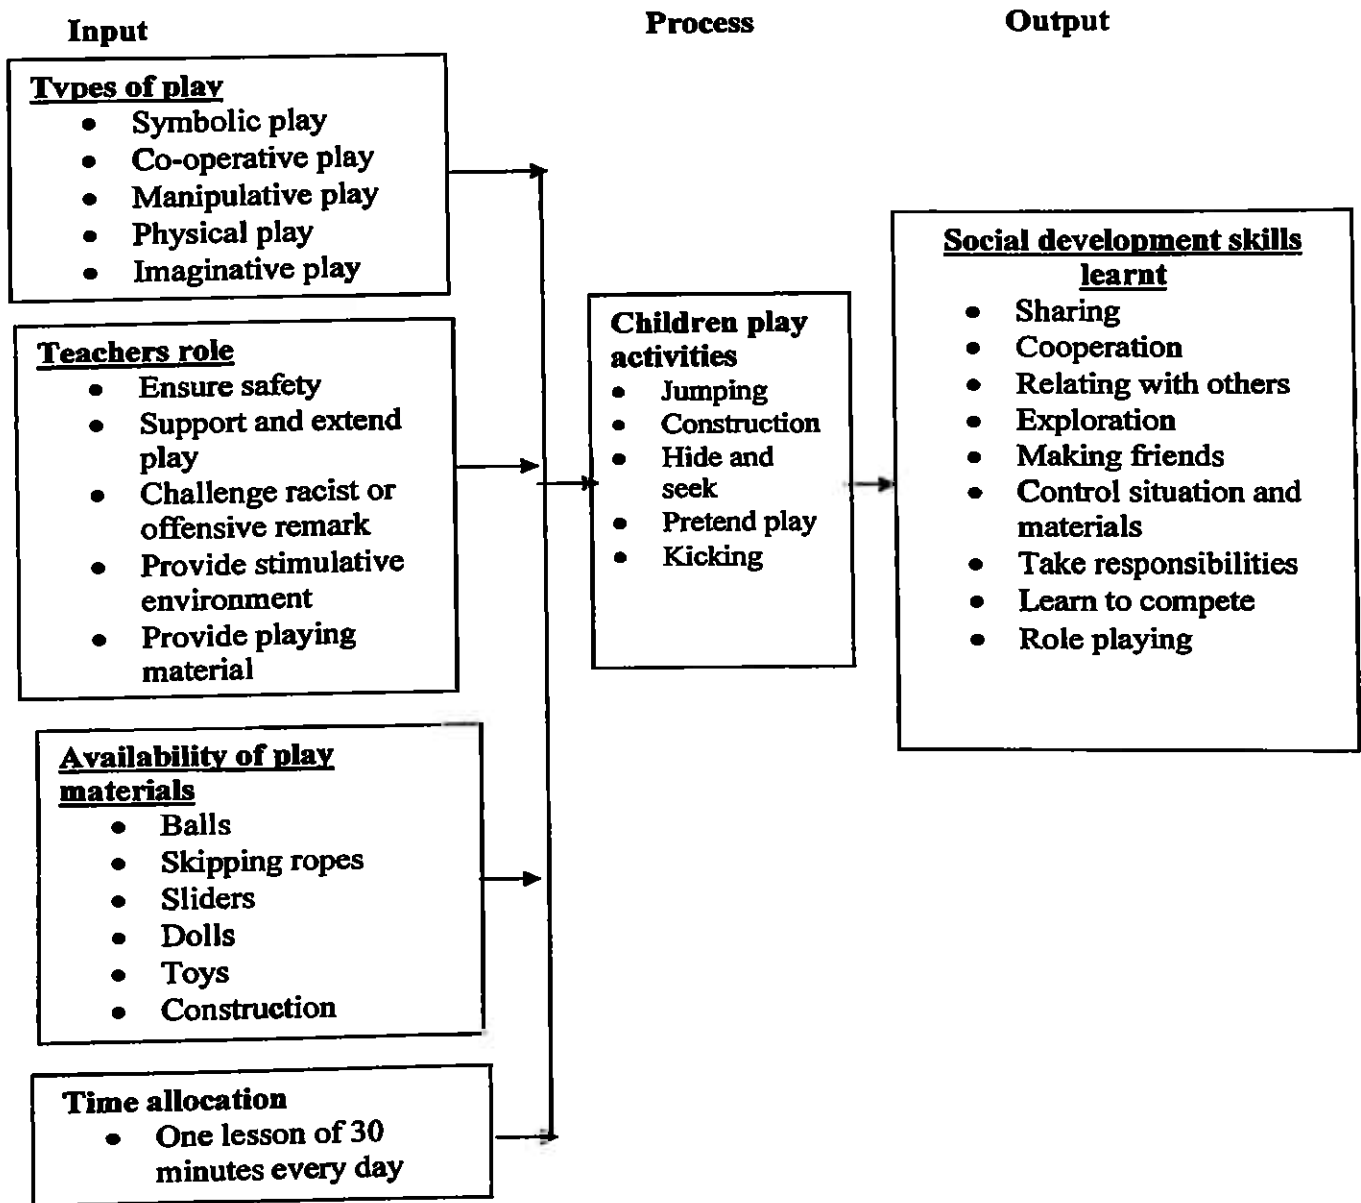 Input
Process
Output
Types of play
• Symbolic play
• Co-operative play
• Manipulative play
• Physical play
• Imaginative play
Teachers role
• Ensure safety
• Support and extend
play
• Challenge racist or
offensive remark
• Provide stimulative
environment
• Provide playing
material
Availability of play
materials
• Balls
• Skipping ropes
• Sliders
• Dolls
• Toys
• Construction
Time allocation
• One lesson of 30
minutes every day
Children play
activities
• Jumping
• Construction
• Hide and
seek
• Pretend play
• Kicking
Social development skills
learnt
• Sharing
• Cooperation
• Relating with others
• Exploration
• Making friends
• Control situation and
materials
• Take responsibilities
• Learn to compete
• Role playing